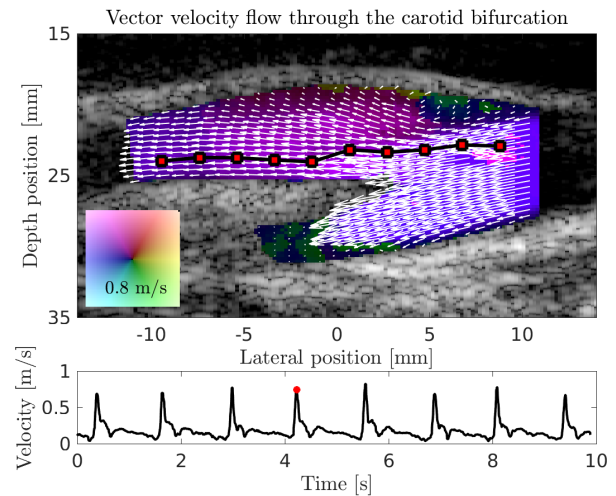 Vector velocity flow through the carotid bifurcation
Depth position [mm]
15
25
35
0.8 m/s
-10 -5 0 5 10
Lateral position [mm]
Velocity [m/s]
1
0.5
0
0 2 4 6 8 10
Time [s]